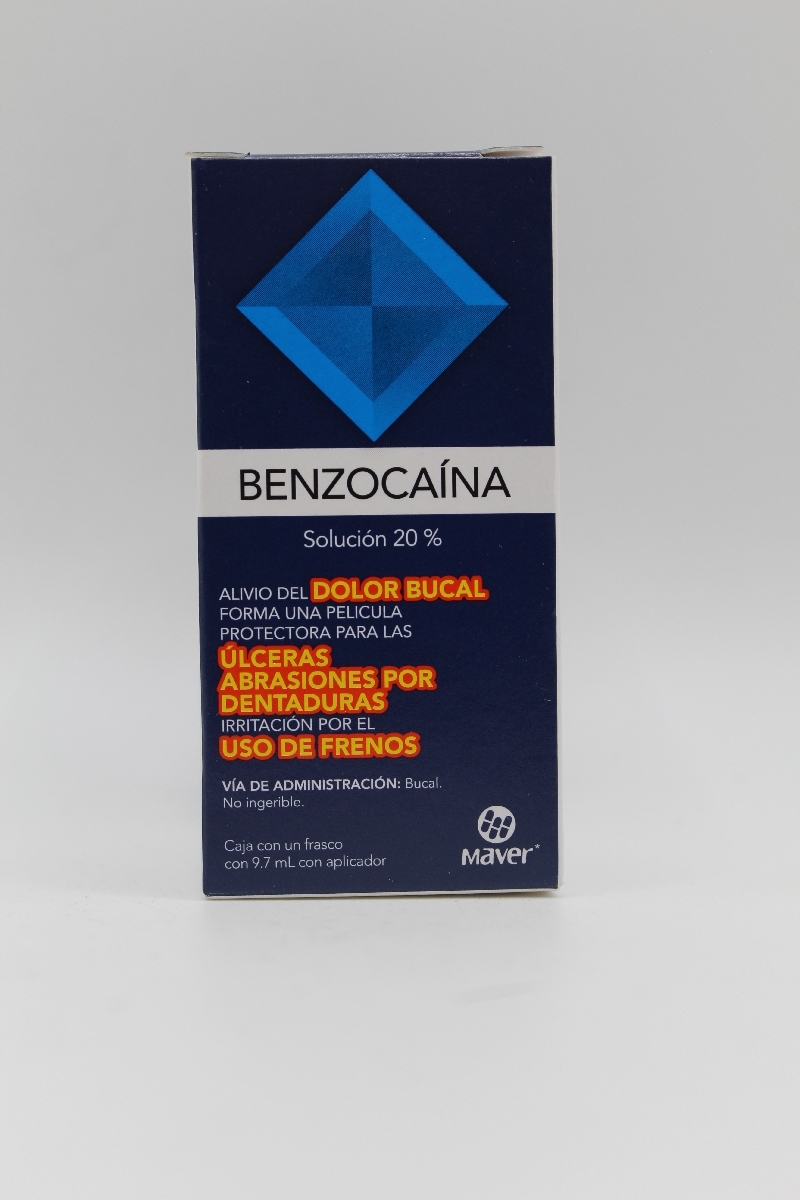 BENZOCAÍNA
Solución 20 %
ALIVIO DEL DOLOR BUCAL
FORMA UNA PELICULA
PROTECTORA PARA LAS
ÚLCERAS
ABRASIONES POR
DENTADURAS
IRRITACIÓN POR EL
USO DE FRENOS
VÍA DE ADMINISTRACIÓN: Bucal.
No ingerible.
Caja con un frasco
con 9.7 mL con aplicador
Maver*